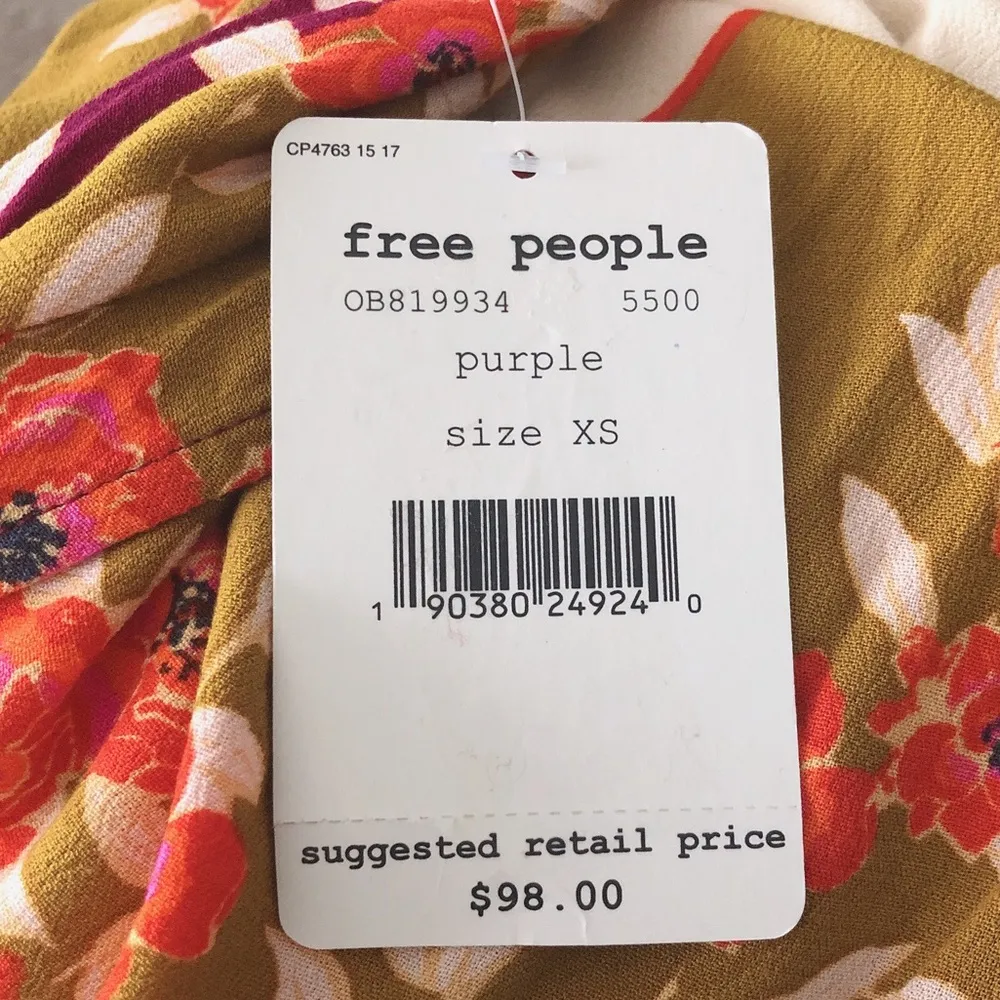 CP4763 15 17
free people
OB819934 5500
purple
size XS
1 90380 24924 0
suggested retail price
$98.00